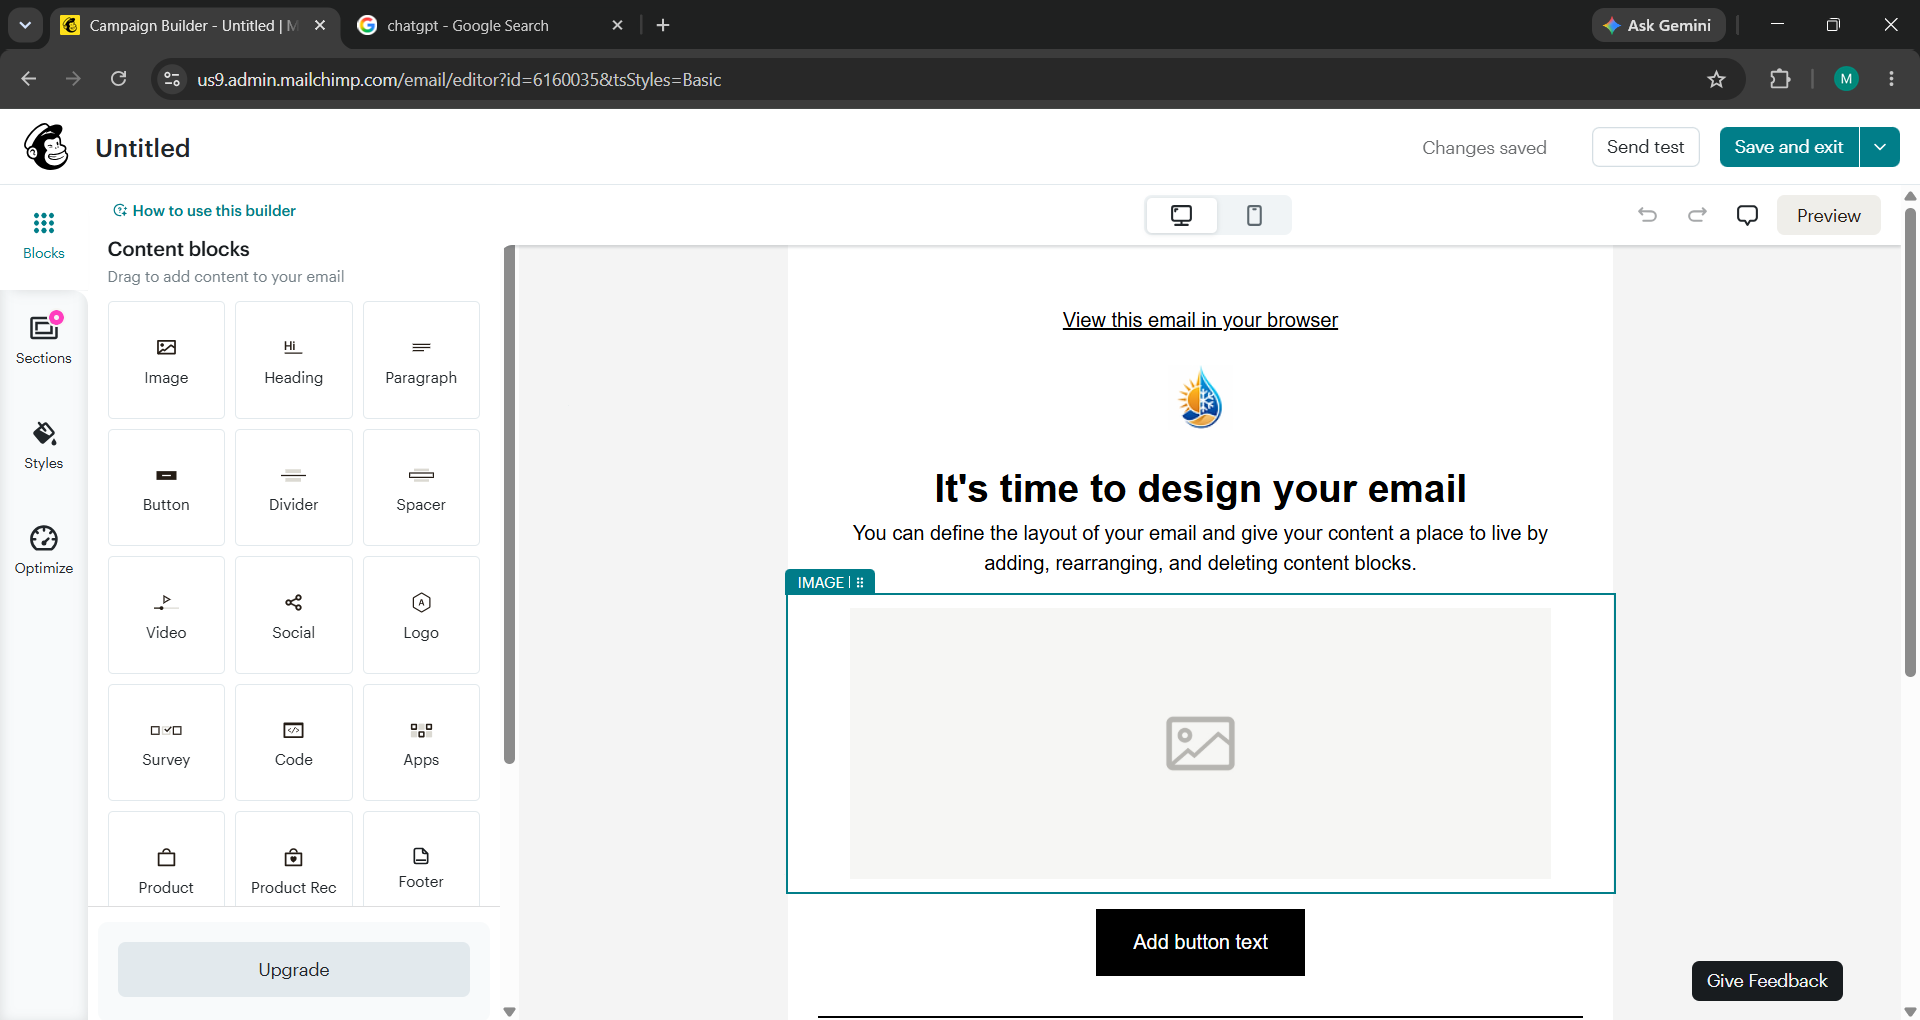 Campaign Builder - Untitled | M
chatgpt - Google Search
Ask Gemini
us9.admin.mailchimp.com/email/editor?id=6160035&tsStyles=Basic
M
Untitled
Changes saved
Send test
Save and exit
How to use this builder
Preview
Blocks
Content blocks
Drag to add content to your email
Sections
Styles
Optimize
Image
Heading
Paragraph
Button
Divider
Spacer
Video
Social
Logo
Survey
Code
Apps
Product
Product Rec
Footer
Upgrade
View this email in your browser
It's time to design your email
You can define the layout of your email and give your content a place to live by
adding, rearranging, and deleting content blocks.
IMAGE
Add button text
Give Feedback